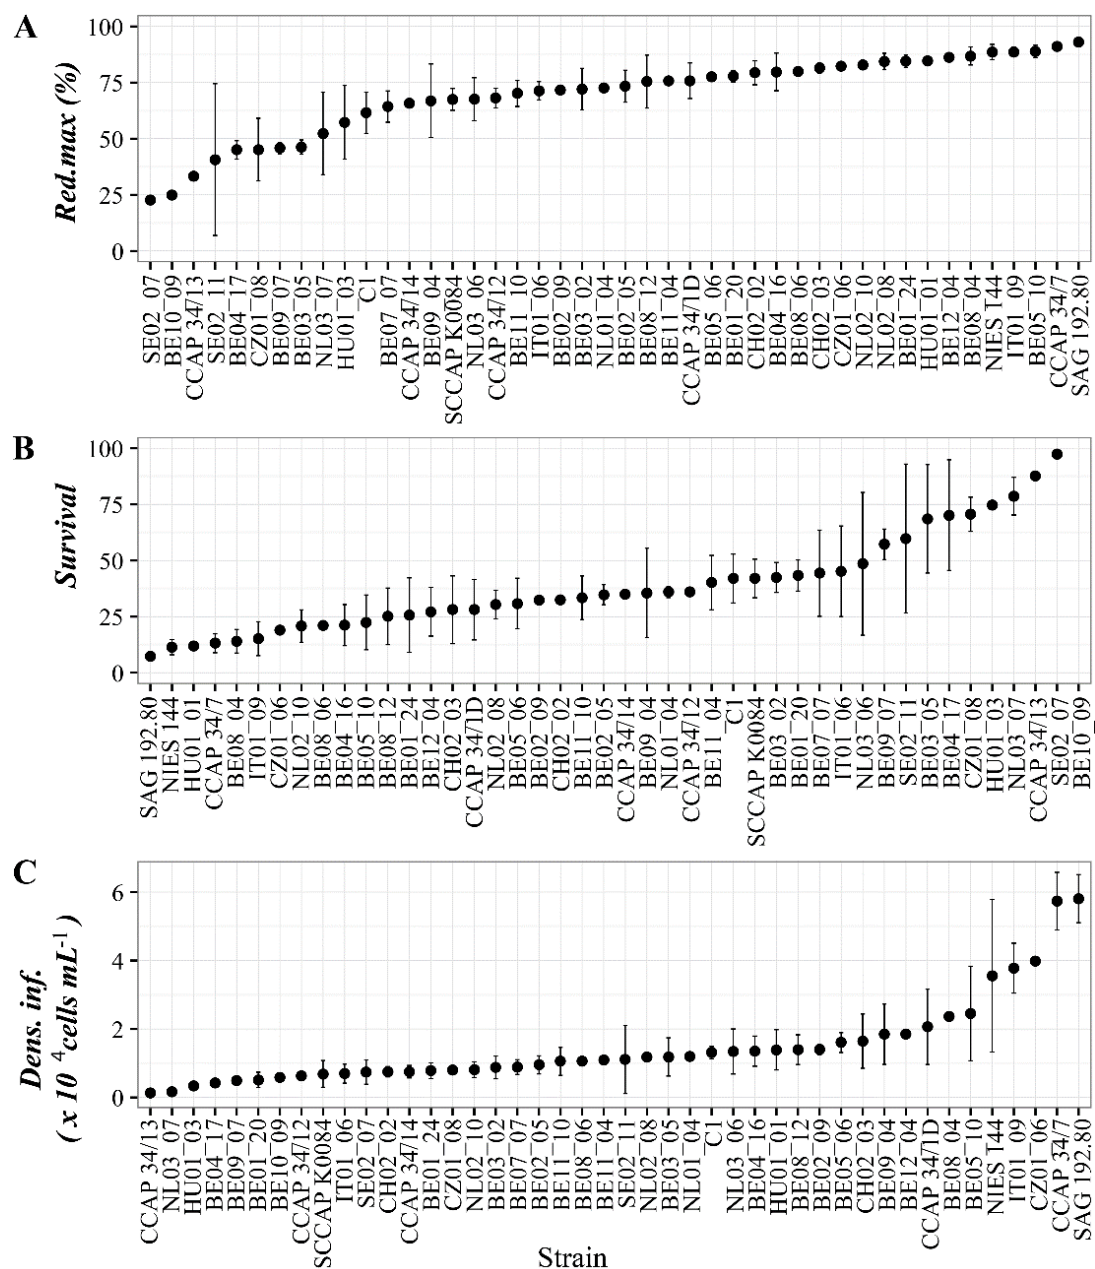 A
Red.max (%)
100
75
50
25
0
SE02_07
BE10_09
CCAP 34/13
SE02_11
BE04_17
CZ01_08
BE09_07
BE03_05
NL03_07
HU01_03
_C1
BE07_07
CCAP 34/14
BE09_04
SCCAP K0084
NL03_06
CCAP 34/12
BE11_10
IT01_06
BE02_09
BE03_02
NL01_04
BE02_05
BE08_12
BE11_04
CCAP 34/1D
BE05_06
BE01_20
CH02_02
BE04_16
BE08_06
CH02_03
CZ01_06
NL02_10
NL02_08
BE01_24
HU01_01
BE12_04
BE08_04
NIES 144
IT01_09
BE05_10
CCAP 34/7
SAG 192.80
B
Survival
100
75
50
25
0
SAG 192.80
NIES 144
HU01_01
CCAP 34/7
BE08_04
IT01_09
CZ01_06
NL02_10
BE08_06
BE04_16
BE05_10
BE08_12
BE01_24
BE12_04
CH02_03
CCAP 34/1D
NL02_08
BE05_06
BE02_09
CH02_02
BE11_10
BE02_05
CCAP 34/14
BE09_04
NL01_04
CCAP 34/12
BE11_04
_C1
SCCAP K0084
BE03_02
BE01_20
BE07_07
IT01_06
NL03_06
BE09_07
SE02_11
BE03_05
BE04_17
CZ01_08
HU01_03
NL03_07
CCAP 34/13
SE02_07
BE10_09
C
Dens. inf.
( x 10 4cells mL-1 )
6
4
2
0
CCAP 34/13
NL03_07
HU01_03
BE04_17
BE09_07
BE01_20
BE10_09
CCAP 34/12
SCCAP K0084
IT01_06
SE02_07
CH02_02
CCAP 34/14
BE01_24
CZ01_08
NL02_10
BE03_02
BE07_07
BE02_05
BE11_10
BE08_06
BE11_04
SE02_11
NL02_08
BE03_05
NL01_04
_C1
NL03_06
BE04_16
HU01_01
BE08_12
BE02_09
BE05_06
CH02_03
BE09_04
BE12_04
CCAP 34/1D
BE08_04
BE05_10
NIES 144
IT01_09
CZ01_06
CCAP 34/7
SAG 192.80
Strain